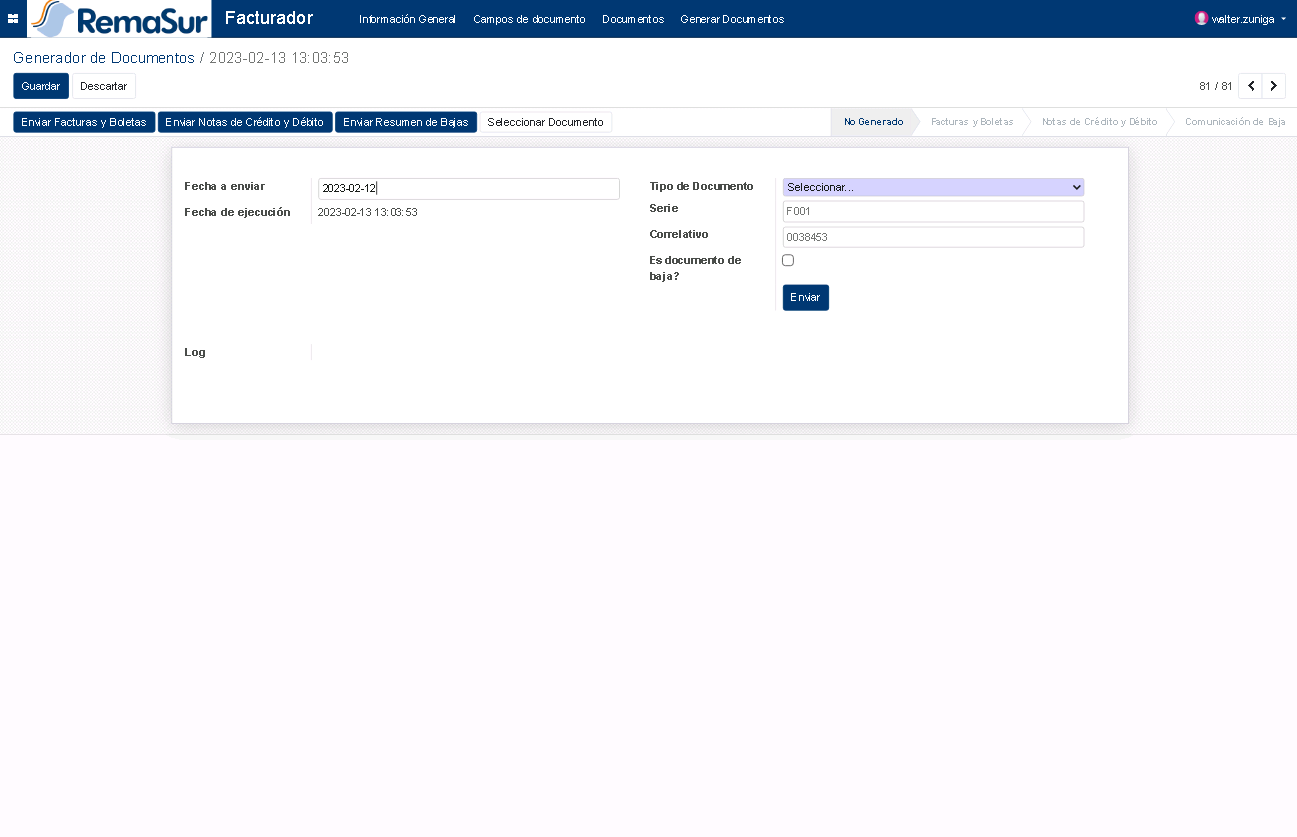 RemaSur Facturador Información General Campos de documento Documentos Generar Documentos walter.zuniga
Generador de Documentos / 2023-02-13 13:03:53
Guardar Descartar 81 / 81
Enviar Facturas y Boletas Enviar Notas de Crédito y Débito Enviar Resumen de Bajas Seleccionar Documento No Generado Facturas y Boletas Notas de Crédito y Débito Comunicación de Baja
Fecha a enviar 2023-02-12
Fecha de ejecución 2023-02-13 13:03:53
Tipo de Documento Seleccionar...
Serie F001
Correlativo 0038453
Es documento de
baja?
Enviar
Log